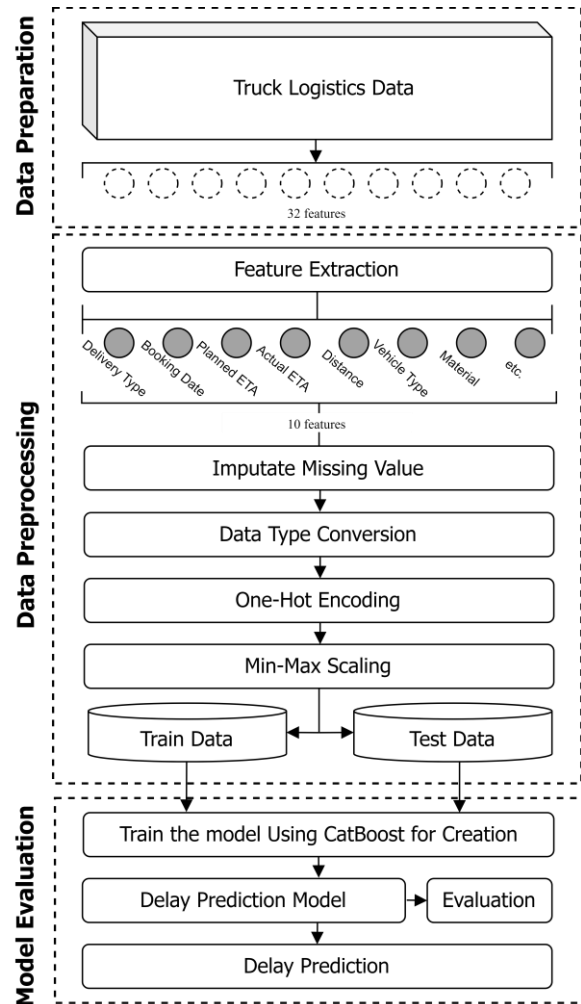 Data Preparation
Truck Logistics Data
32 features
Data Preprocessing
Feature Extraction
Delivery Type
Booking Date
Planned ETA
Actual ETA
Distance
Vehicle Type
Material
etc.
10 features
Imputate Missing Value
Data Type Conversion
One-Hot Encoding
Min-Max Scaling
Train Data
Test Data
Model Evaluation
Train the model Using CatBoost for Creation
Delay Prediction Model
Evaluation
Delay Prediction